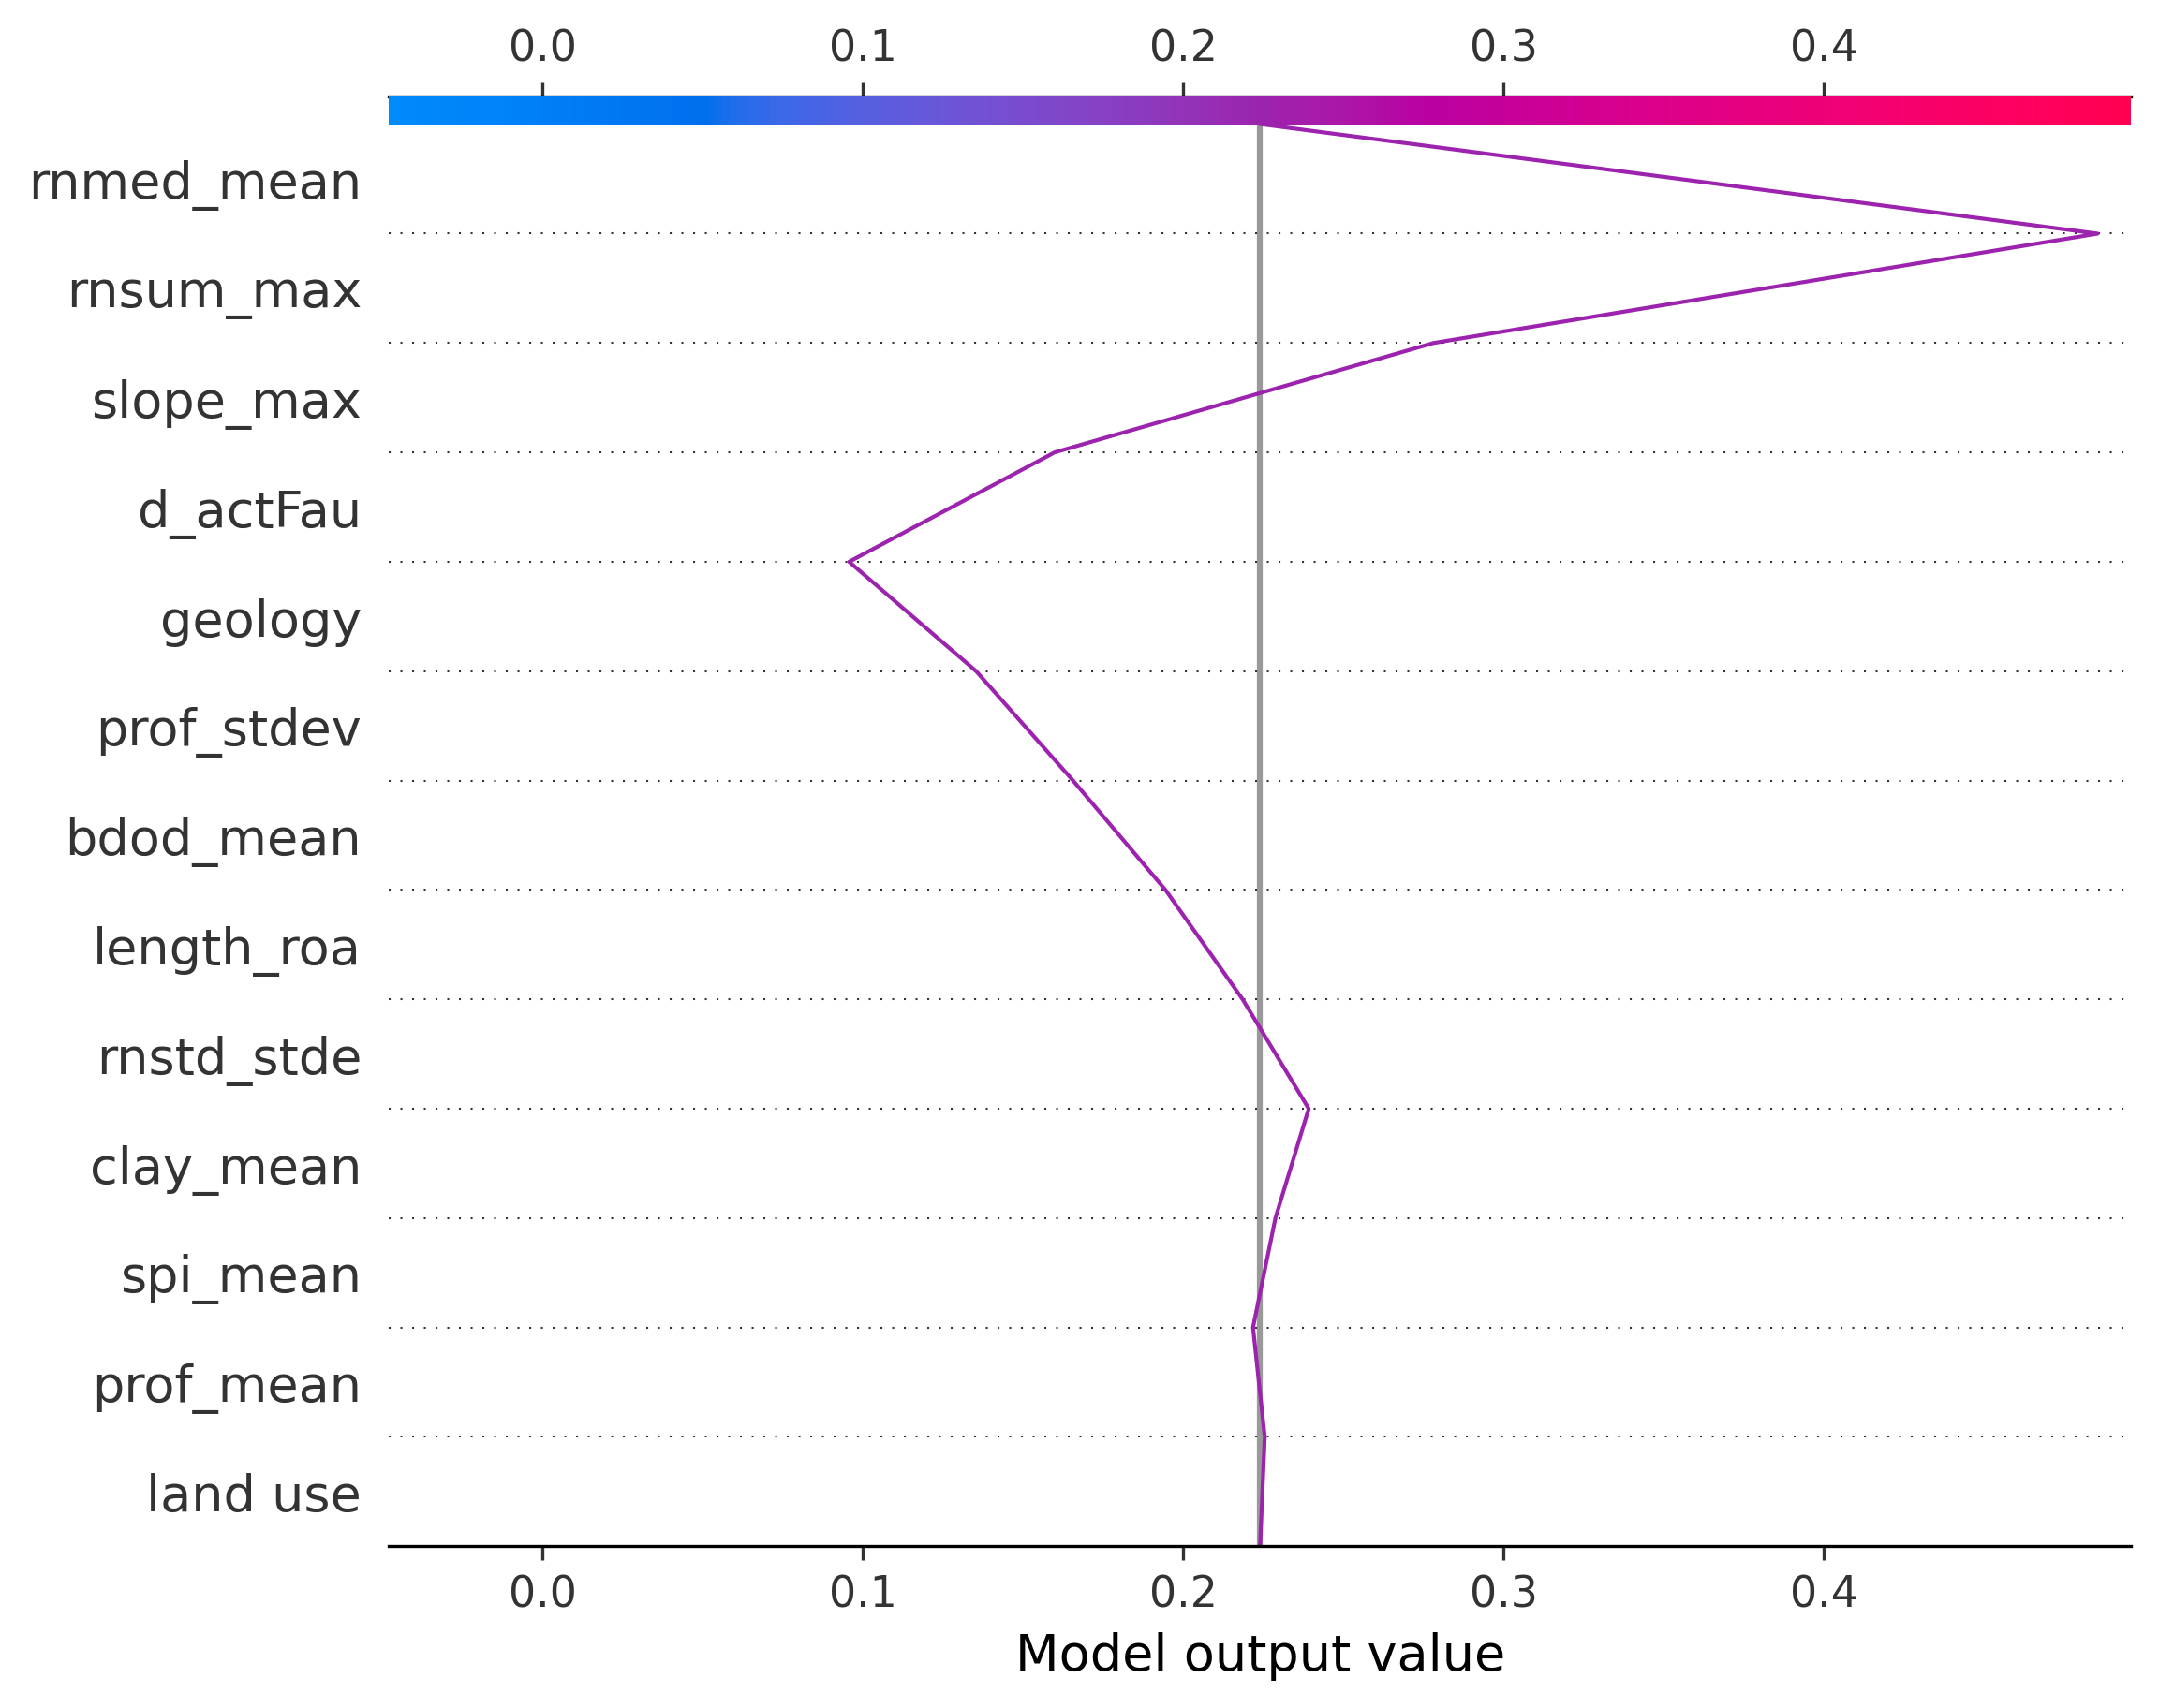 0.0 0.1 0.2 0.3 0.4
rnmed_mean
rnsum_max
slope_max
d_actFau
geology
prof_stdev
bdod_mean
length_roa
rnstd_stde
clay_mean
spi_mean
prof_mean
land use
0.0 0.1 0.2 0.3 0.4
Model output value